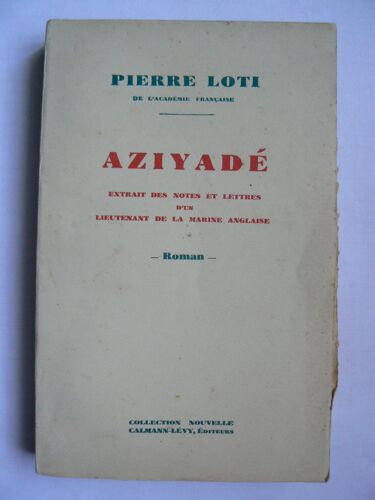 PIERRE LOTI
DE L'ACADÉMIE FRANÇAISE
AZIYADÉ
EXTRAIT DES NOTES ET LETTRES
D'UN
LIEUTENANT DE LA MARINE ANGLAISE
— Roman —
COLLECTION NOUVELLE
CALMANN-LÉVY, ÉDITEURS